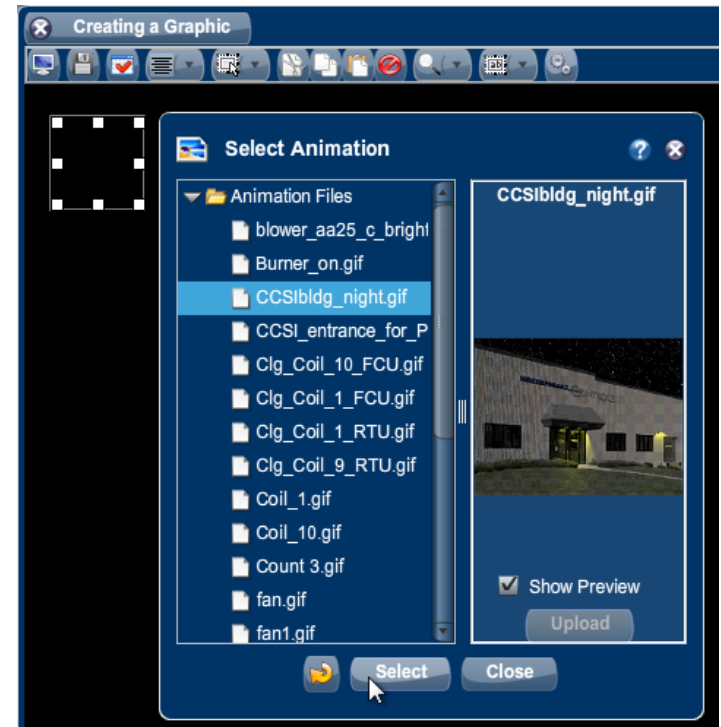 Creating a Graphic
Select Animation
Animation Files
blower_aa25_c_bright
Burner_on.gif
CCSIbldg_night.gif
CCSI_entrance_for_P
Clg_Coil_10_FCU.gif
Clg_Coil_1_FCU.gif
Clg_Coil_1_RTU.gif
Clg_Coil_9_RTU.gif
Coil_1.gif
Coil_10.gif
Count 3.gif
fan.gif
fan1.gif
CCSIbldg_night.gif
Show Preview
Upload
Select
Close